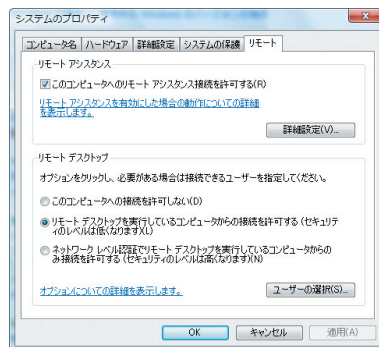 システムのプロパティ
コンピュータ名 ハードウェア 詳細設定 システムの保護 リモート
リモート アシスタンス
このコンピュータへのリモート アシスタンス接続を許可する(R)
リモート アシスタンスを有効にした場合の動作についての詳細
を表示します。
詳細設定(V)...
リモート デスクトップ
オプションをクリックし、必要がある場合は接続できるユーザーを指定してください。
このコンピュータへの接続を許可しない(D)
リモート デスクトップを実行しているコンピュータからの接続を許可する (セキュリテ
ィのレベルは低くなります)(L)
ネットワーク レベル認証でリモート デスクトップを実行しているコンピュータからの
み接続を許可する (セキュリティのレベルは高くなります)(N)
オプションについての詳細を表示します。
ユーザーの選択(S)...
OK キャンセル 適用(A)